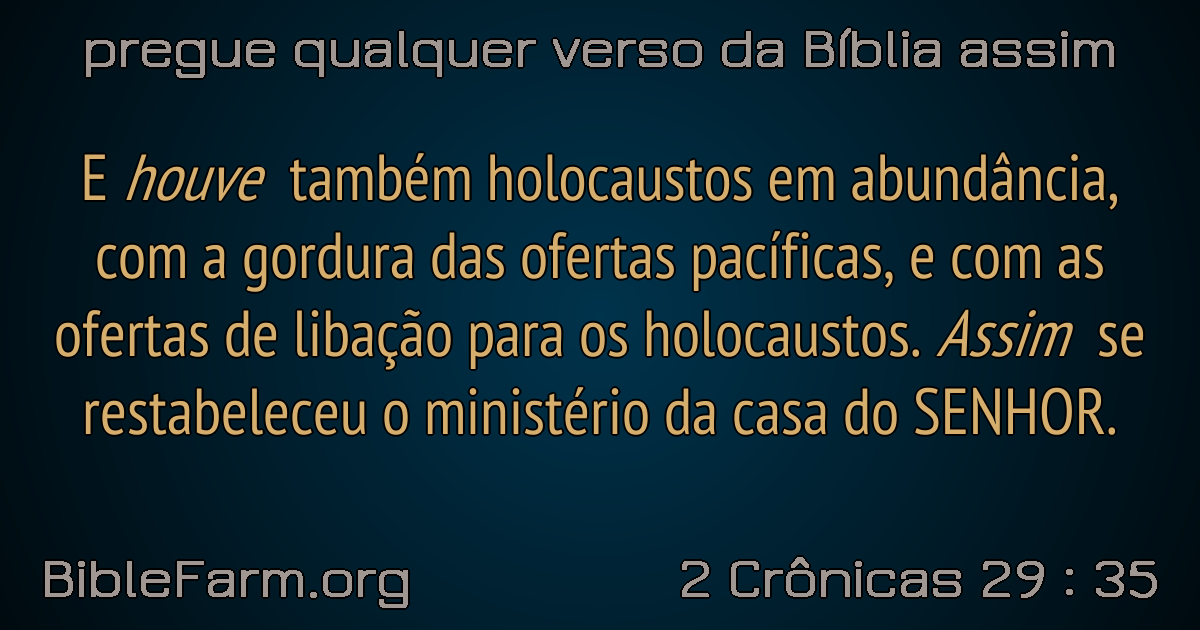 pregue qualquer verso da Bíblia assim
E houve também holocaustos em abundância,
com a gordura das ofertas pacíficas, e com as
ofertas de libação para os holocaustos. Assim se
restabeleceu o ministério da casa do SENHOR.
BibleFarm.org
2 Crônicas 29 : 35